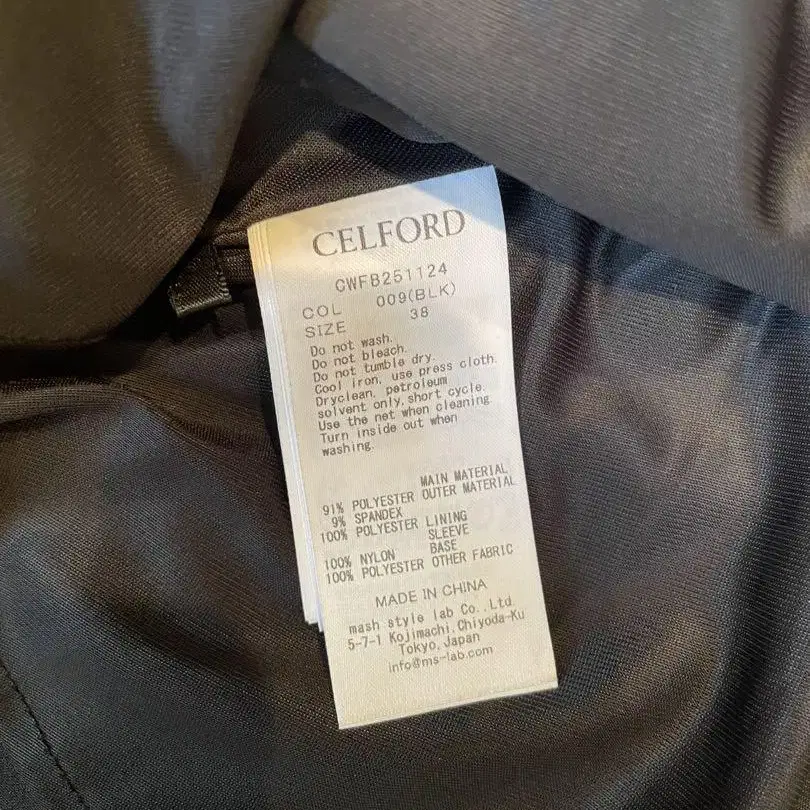 CELFORD
CWFB251124
COL 009(BLK)
SIZE 38
Do not wash.
Do not bleach.
Do not tumble dry.
Cool iron, use press cloth.
Dryclean, petroleum
solvent only, short cycle.
Use the net when cleaning
Turn inside out when
washing.
MAIN MATERIAL
91% POLYESTER OUTER MATERIAL
9% SPANDEX
100% POLYESTER LINING
SLEEVE
100% NYLON BASE
100% POLYESTER OTHER FABRIC
MADE IN CHINA
mash style lab Co.,Ltd.
5-7-1 Kojimachi,Chiyoda-Ku
Tokyo,Japan
info@ms-lab.com